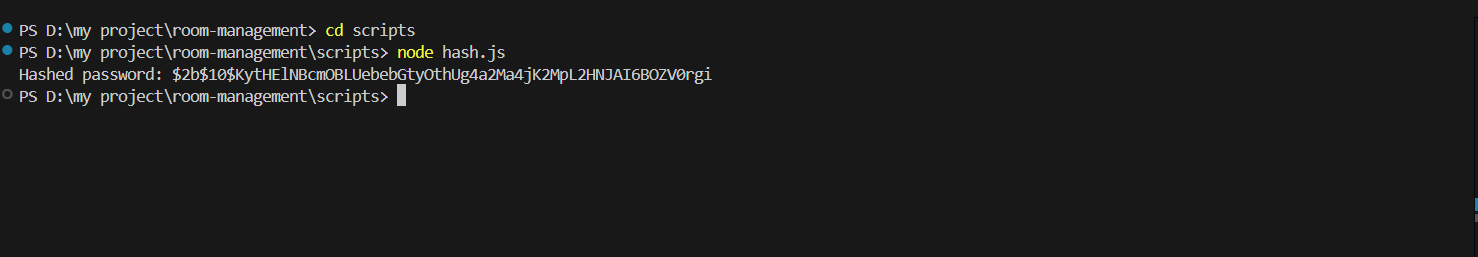 PS D:\my project\room-management> cd scripts
PS D:\my project\room-management\scripts> node hash.js
Hashed password: $2b$10$KytHElNBcmOBLUebebGtyOthUg4a2Ma4jK2MpL2HNJAI6BOZV0rgi
PS D:\my project\room-management\scripts>